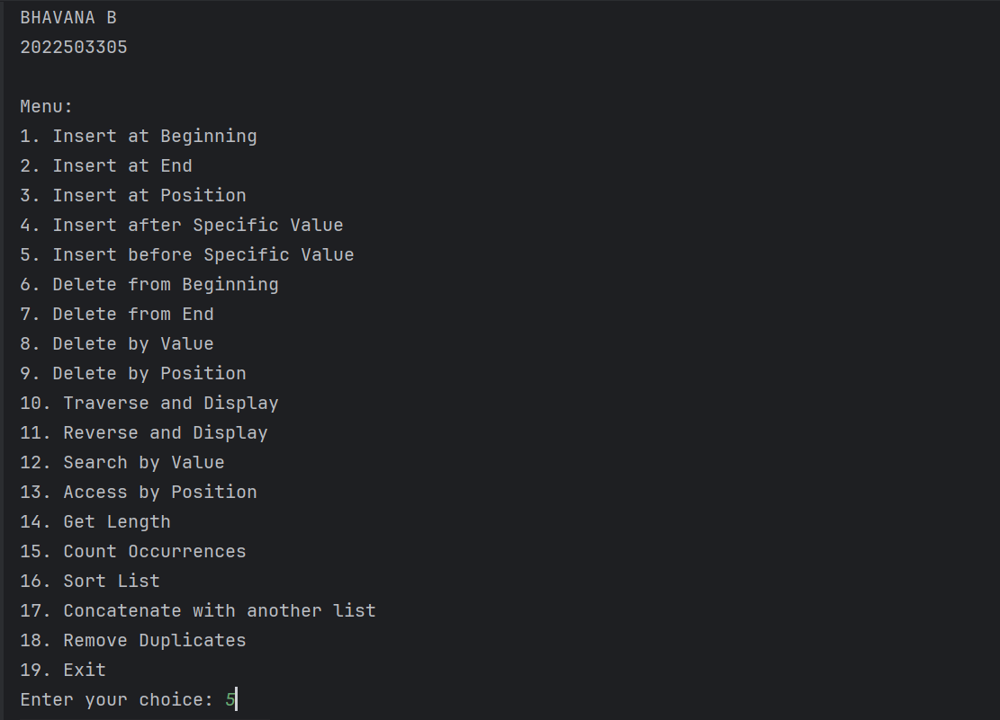 BHAVANA B
2022503305
Menu:
1. Insert at Beginning
2. Insert at End
3. Insert at Position
4. Insert after Specific Value
5. Insert before Specific Value
6. Delete from Beginning
7. Delete from End
8. Delete by Value
9. Delete by Position
10. Traverse and Display
11. Reverse and Display
12. Search by Value
13. Access by Position
14. Get Length
15. Count Occurrences
16. Sort List
17. Concatenate with another list
18. Remove Duplicates
19. Exit
Enter your choice: 5